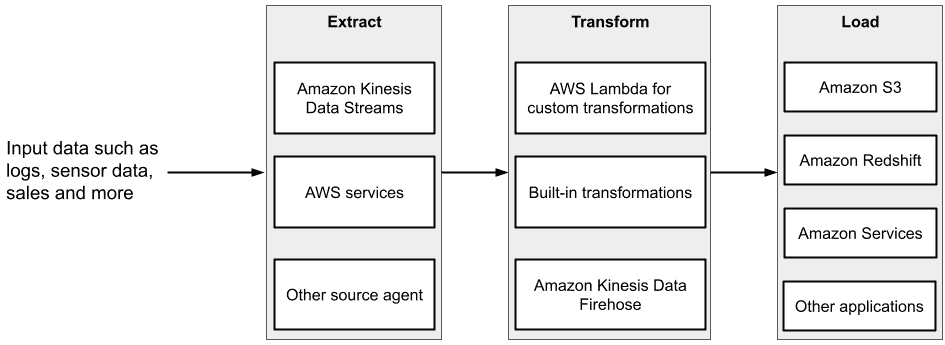 Input data such as
logs, sensor data,
sales and more
Extract
Amazon Kinesis
Data Streams
AWS services
Other source agent
Transform
AWS Lambda for
custom transformations
Built-in transformations
Amazon Kinesis Data
Firehose
Load
Amazon S3
Amazon Redshift
Amazon Services
Other applications